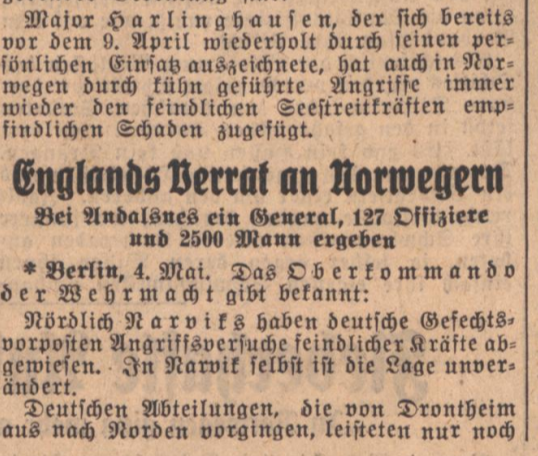 Major Harlinghausen, der sich bereits
vor dem 9. April wiederholt durch seinen per-
sönlichen Einsatz auszeichnete, hat auch in Nor-
wegen durch kühn geführte Angriffe immer
wieder den feindlichen Seestreitkräften emp-
findlichen Schaden zugefügt.
Englands Verrat an Norwegern
Bei Andalsnes ein General, 127 Offiziere
und 2500 Mann ergeben
* Berlin, 4. Mai. Das Oberkommando
der Wehrmacht gibt bekannt:
Nördlich Narviks haben deutsche Gefechts-
vorposten Angriffsversuche feindlicher Kräfte ab-
gewiesen. In Narvik selbst ist die Lage unver-
ändert.
Deutschen Abteilungen, die von Drontheim
aus nach Norden vorgingen, leisteten nur noch